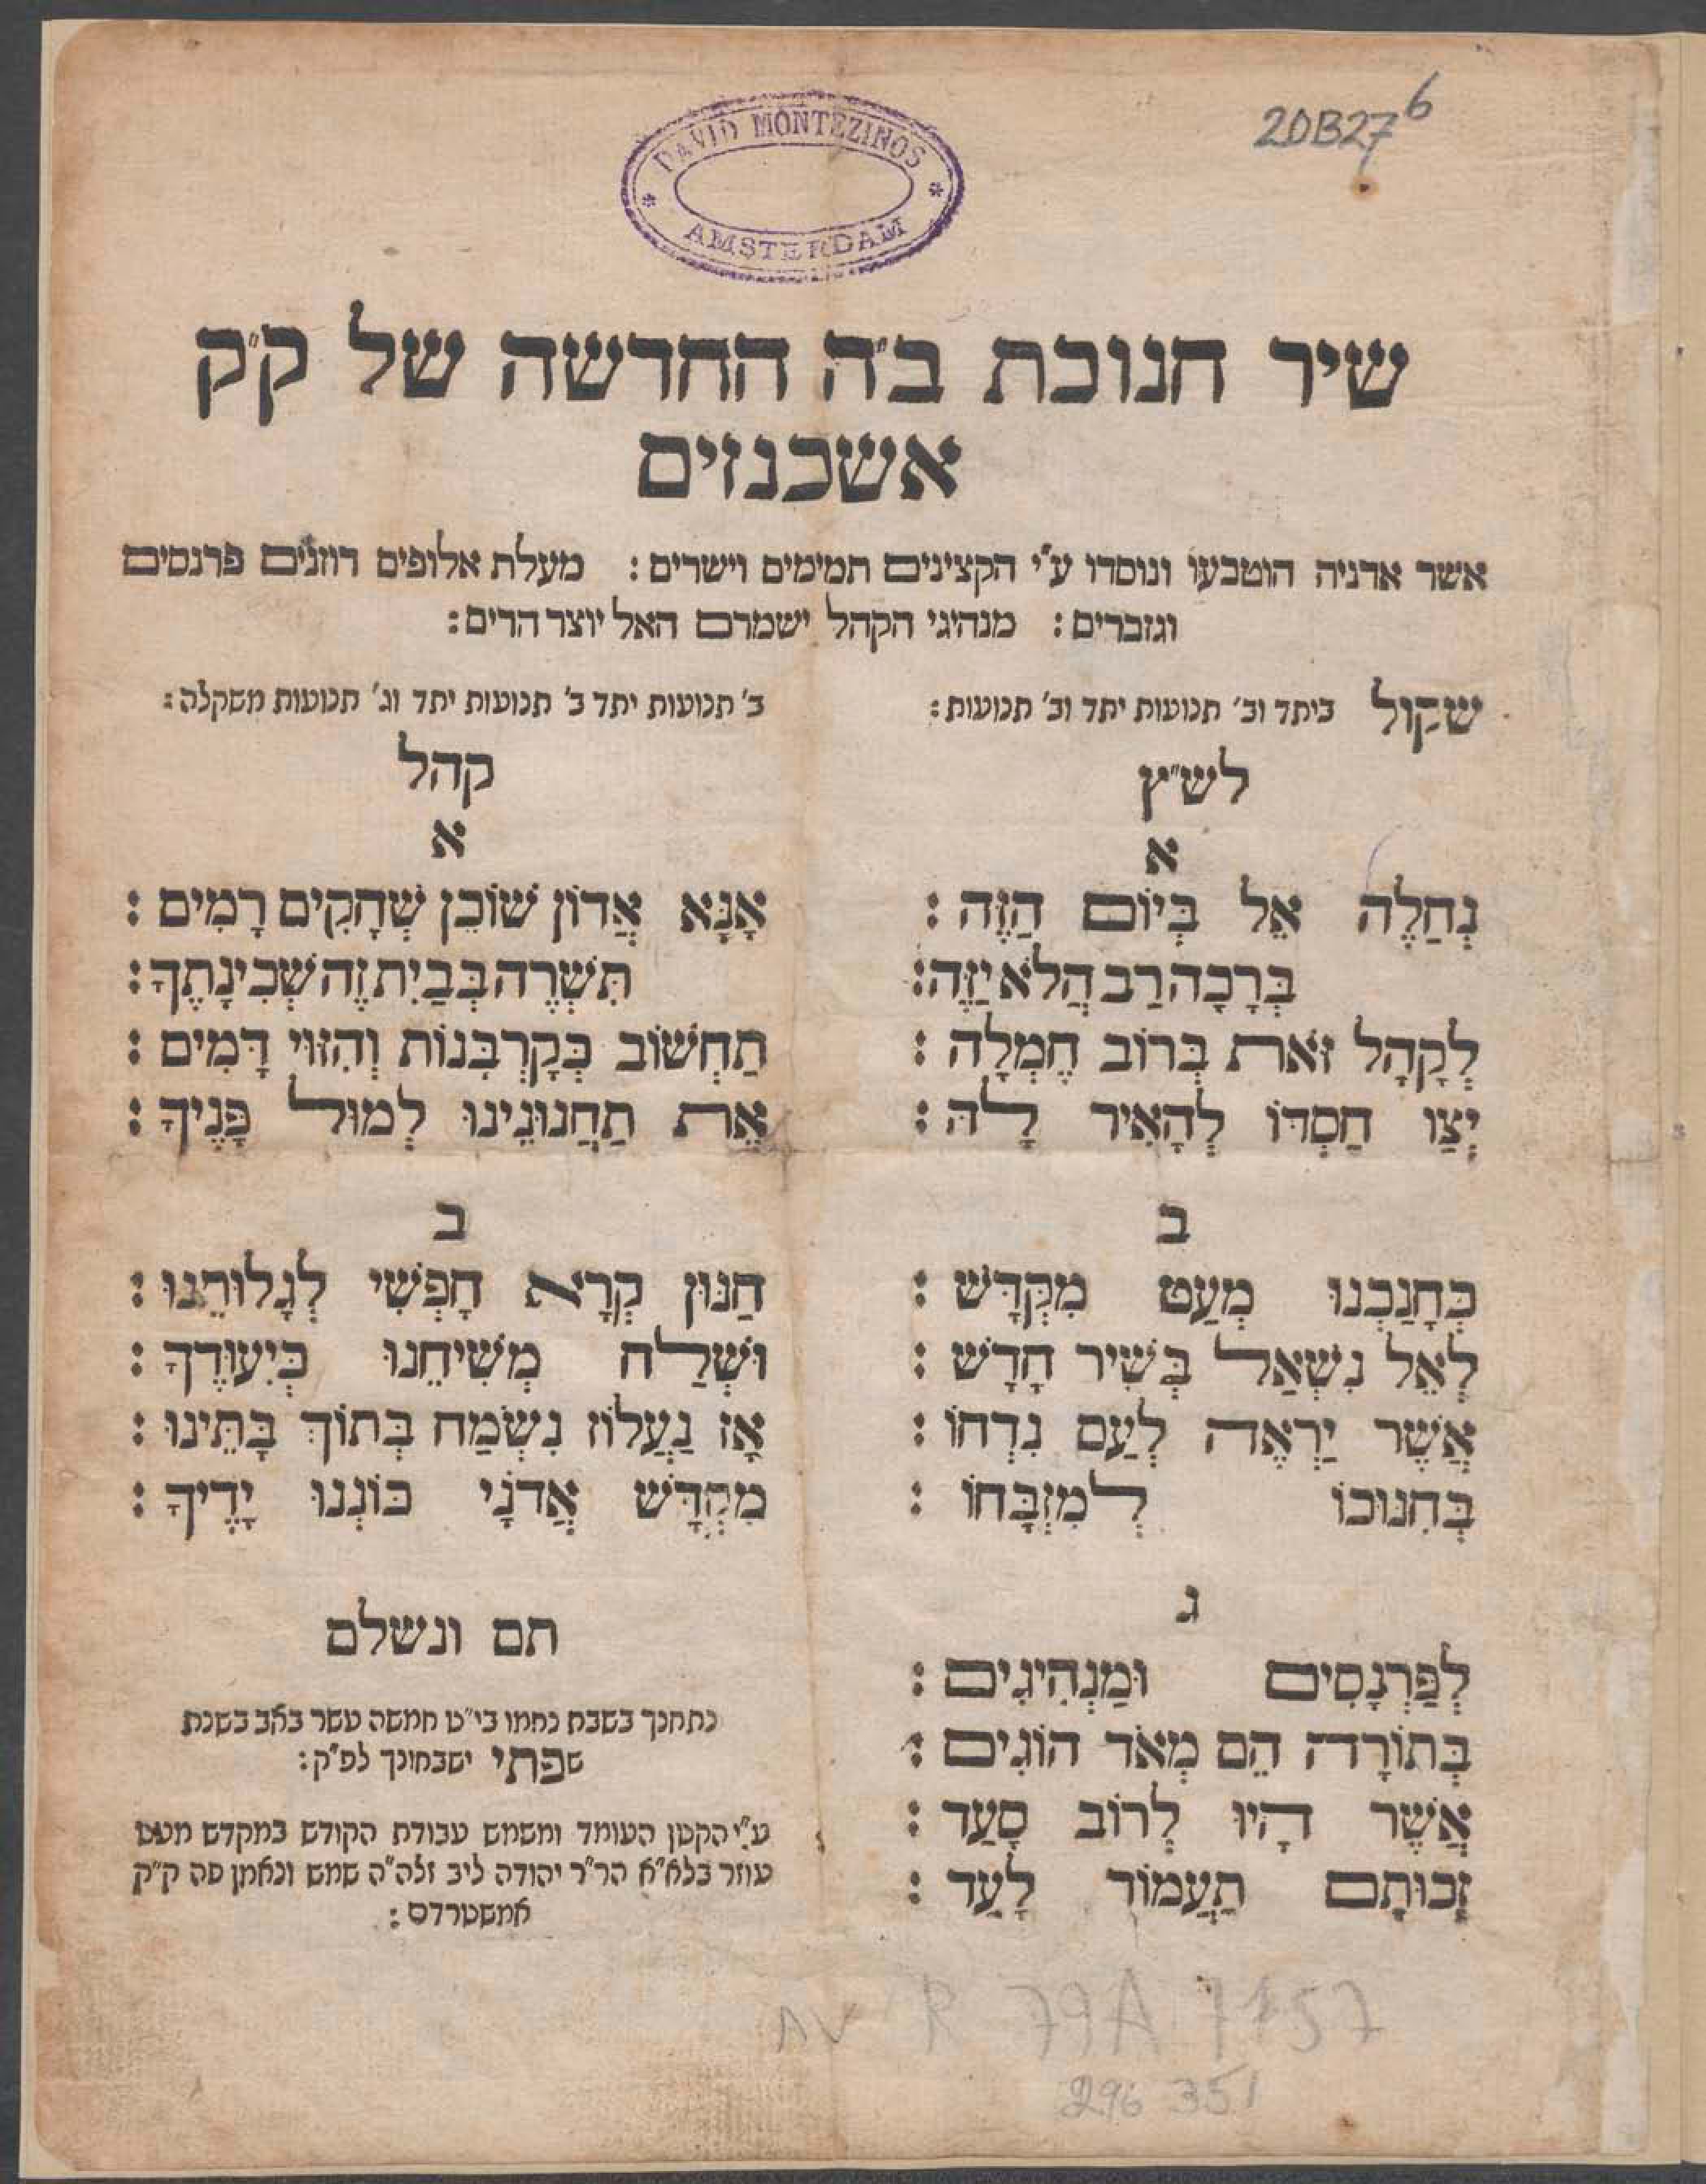 20B27 6
DAVID MONTEZINOS
AMSTERDAM
שיר חנוכת ב"ה החדשה של ק"ק
אשכנזים
אשר אדניה הוטבעו ונוסדו ע"י הקצינים תמימים וישרים : מעלת אלופים רוזנים פרנסים
וגזברים : מנהיגי הקהל ישמרם האל יוצר הרים :
שקול ביתד וב' תנועות יתד וב' תנועות :
לש"ץ
א
נְחַלֶּה אֵל בְּיוֹם הַזֶּה :
בְּרָכָה רַב הֲלֹא יַזֶּה :
לְקָהָל זֹאת בְּרוֹב חֶמְלָה :
יְצַו חַסְדּוֹ לְהָאִיר לָהּ :
ב
כְּחָנַכְנוּ מְעַט מִקְדָּשׁ :
לְאֵל נִשְׁאַל בְּשִׁיר חָדָשׁ :
אֲשֶׁר יַרְאֶה לְעַם נִדְחוֹ :
בְּחִנּוּכוֹ לְמִזְבָּחוֹ :
ג
לְפַּרְנָסִים וּמַנְהִיגִים :
בְּתוֹרָה הֵם מְאֹד הוֹגִים :
אֲשֶׁר הָיוּ לְרוֹב סָעַד :
זְכוּתָם תַּעֲמוֹד לָעַד :
ב' תנועות יתד ב' תנועות יתד וג' תנועות משקלה :
קהל
א
אָנָּא אֲדוֹן שׁוֹכֵן שְׁחָקִים רָמִים :
תִּשְׁרֶה בְּבַיִת זֶה שְׁכִינָתֶךָ :
תַּחְשׁוֹב כְּקָרְבָּנוֹת וְהִזּוּי דָּמִים :
אֶת תַּחֲנוּנֵינוּ לְמוּל פָּנֶיךָ :
ב
חַנּוּן קְרָא חָפְשִׁי לְגָלוּתֵנוּ :
וּשְׁלַח מְשִׁיחֵנוּ כְּיִעוּדֶךָ :
אָז נַעֲלוֹז נִשְׂמַח בְּתוֹךְ בָּתֵּינוּ :
מִקְדָּשׁ אֲדֹנָי כּוֹנְנוּ יָדֶיךָ :
תם ונשלם
נתחנך בשבת נחמו בי"ט חמשה עשר באב בשנת
שפתי ישבחונך לפ"ק :
ע"י הקטן העומד ומשמש עבודת הקודש במקדש מעט
עוזר בלא"א הר"ר יהודה ליב זלה"ה שמש ונאמן פה ק"ק
אמשטרדם :
nv R 79A 1157
296 351